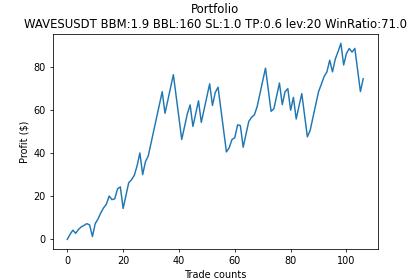 Portfolio
WAVESUSDT BBM:1.9 BBL:160 SL:1.0 TP:0.6 lev:20 WinRatio:71.0
80
60
40
20
0
Profit ($)
0 20 40 60 80 100
Trade counts